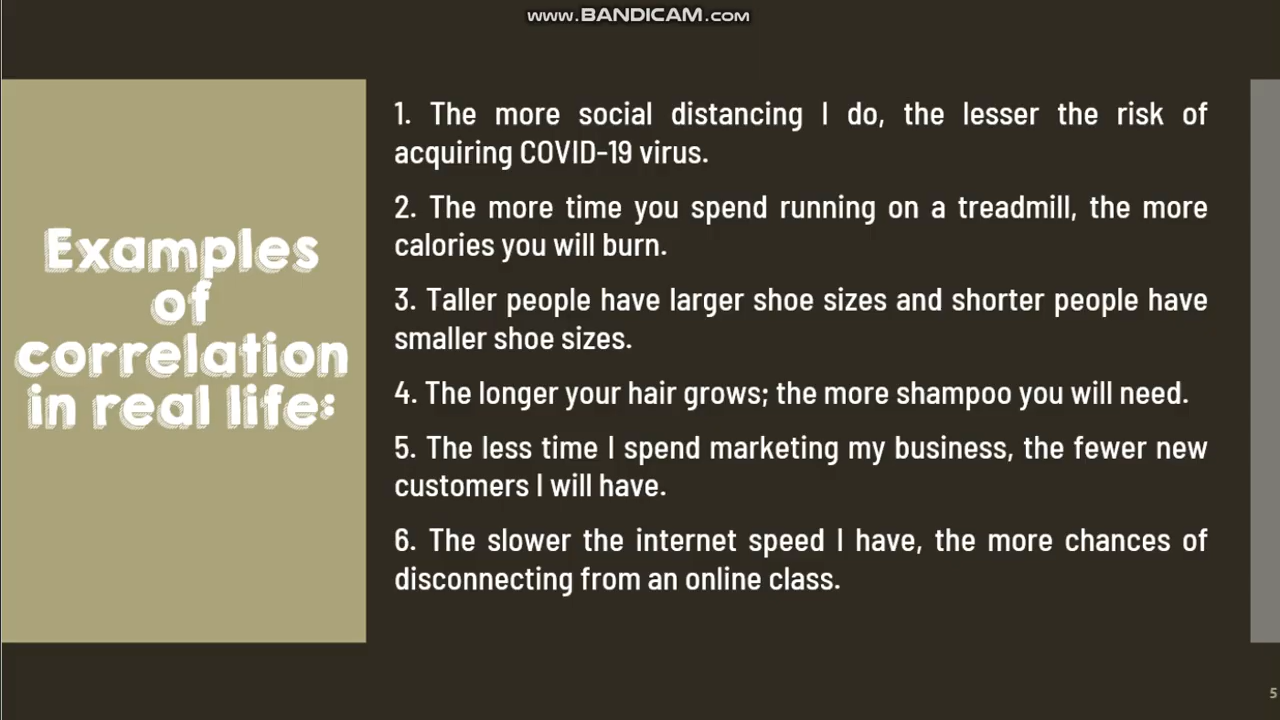 WWW.BANDICAM.COM
Examples
of
correlation
in real life:
1. The more social distancing I do, the lesser the risk of
acquiring COVID-19 virus.
2. The more time you spend running on a treadmill, the more
calories you will burn.
3. Taller people have larger shoe sizes and shorter people have
smaller shoe sizes.
4. The longer your hair grows; the more shampoo you will need.
5. The less time I spend marketing my business, the fewer new
customers I will have.
6. The slower the internet speed I have, the more chances of
disconnecting from an online class.
5